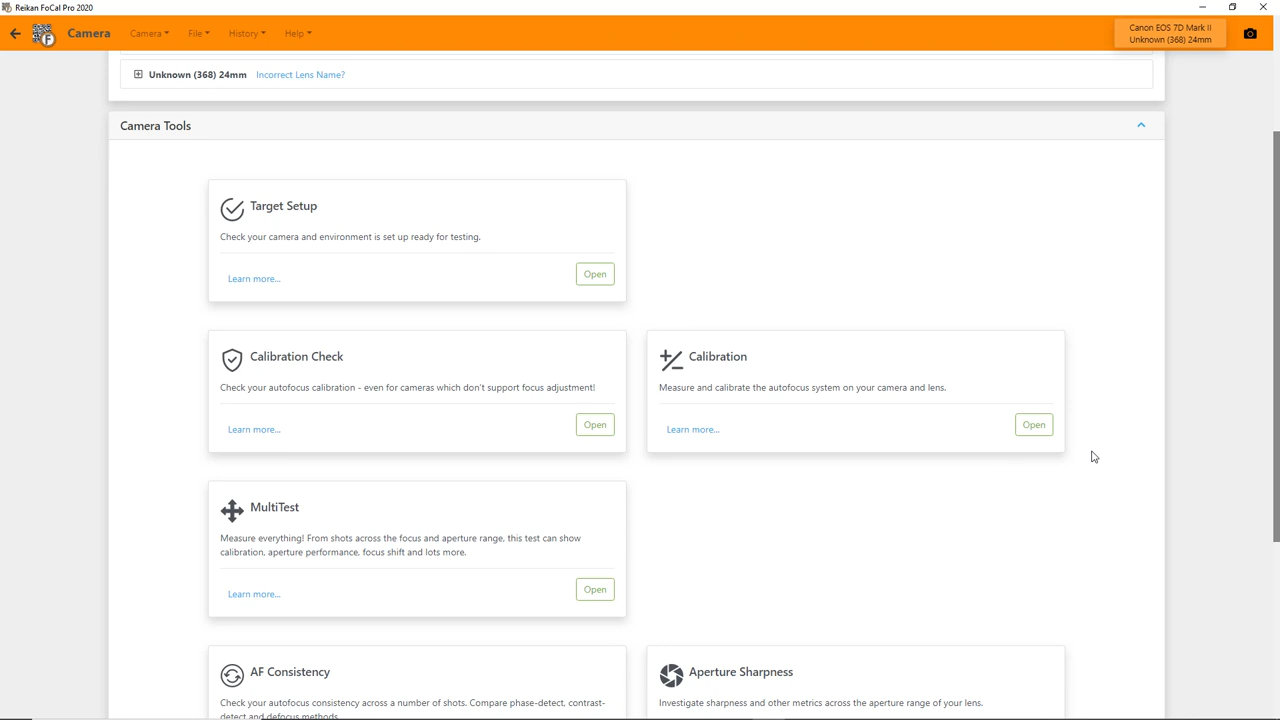 Reikan FoCal Pro 2020
Camera
Camera
File
History
Help
Canon EOS 7D Mark II
Unknown (368) 24mm
Unknown (368) 24mm Incorrect Lens Name?
Camera Tools
Target Setup
Check your camera and environment is set up ready for testing.
Learn more...
Open
Calibration Check
Check your autofocus calibration - even for cameras which don't support focus adjustment!
Learn more...
Open
Calibration
Measure and calibrate the autofocus system on your camera and lens.
Learn more...
Open
MultiTest
Measure everything! From shots across the focus and aperture range, this test can show
calibration, aperture performance, focus shift and lots more.
Learn more...
Open
AF Consistency
Check your autofocus consistency across a number of shots. Compare phase-detect, contrast-
detect and defocus methods.
Aperture Sharpness
Investigate sharpness and other metrics across the aperture range of your lens.